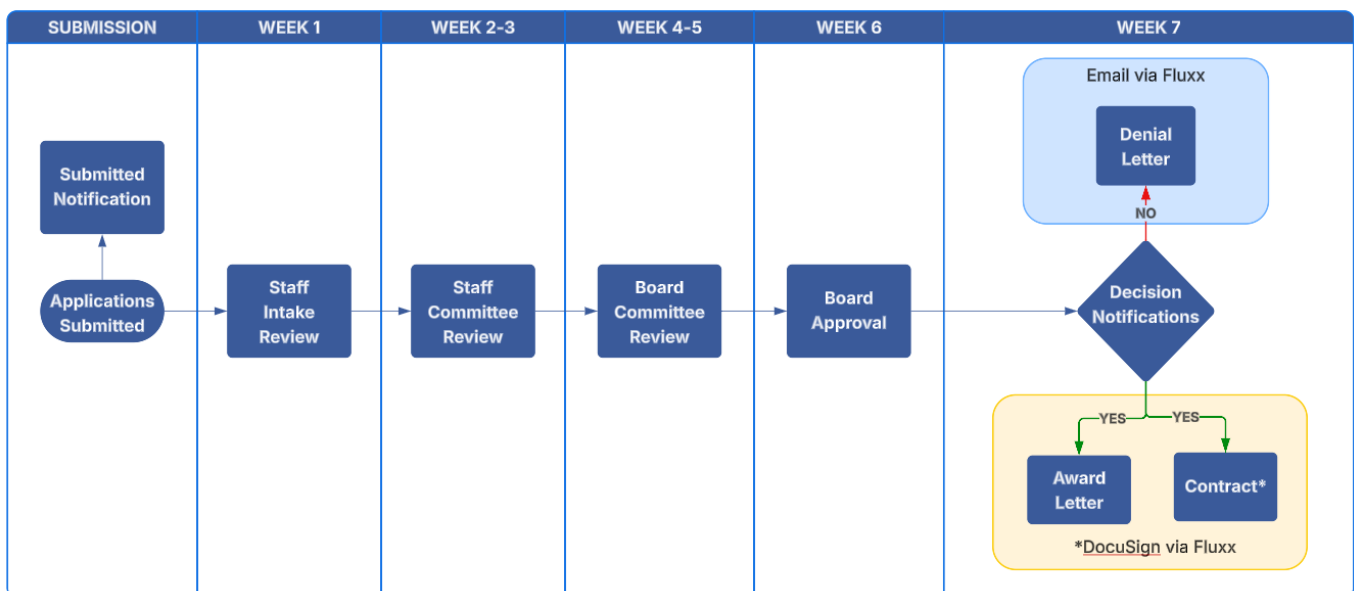 SUBMISSION
WEEK 1
WEEK 2-3
WEEK 4-5
WEEK 6
WEEK 7
Submitted
Notification
Applications
Submitted
Staff
Intake
Review
Staff
Committee
Review
Board
Committee
Review
Board
Approval
Email via Fluxx
Denial
Letter
NO
Decision
Notifications
YES
YES
Award
Letter
Contract*
*DocuSign via Fluxx